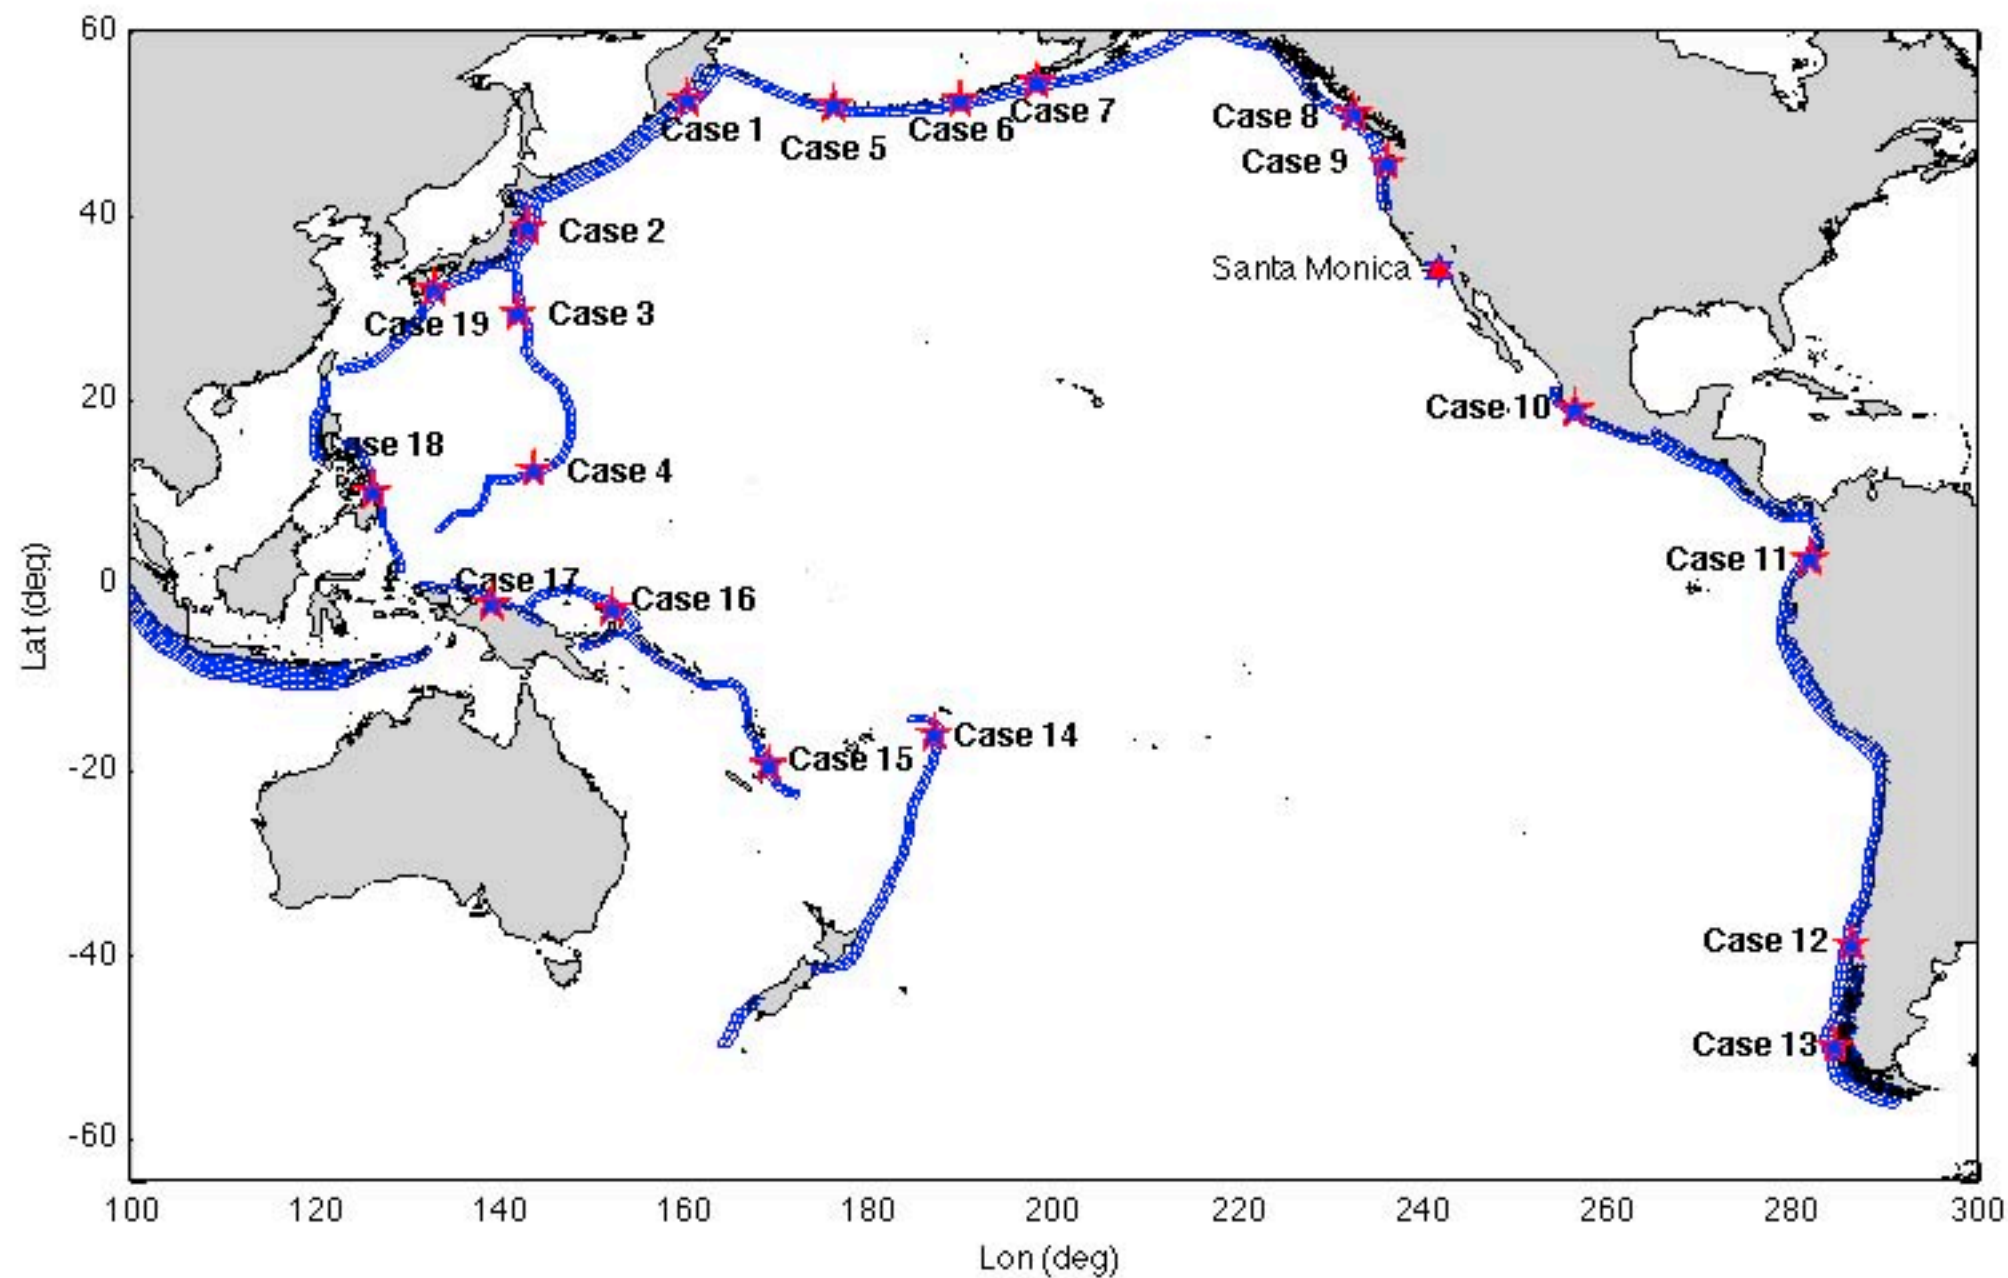 60
Case 1
Case 5
Case 6
Case 7
Case 8
Case 9
40
Case 2
Santa Monica
Case 19
Case 3
20
Case 10
Case 18
Case 4
0
Case 17
Case 16
Case 11
Case 14
-20
Case 15
-40
Case 12
Case 13
-60
Lat (deg)
100 120 140 160 180 200 220 240 260 280 300
Lon (deg)